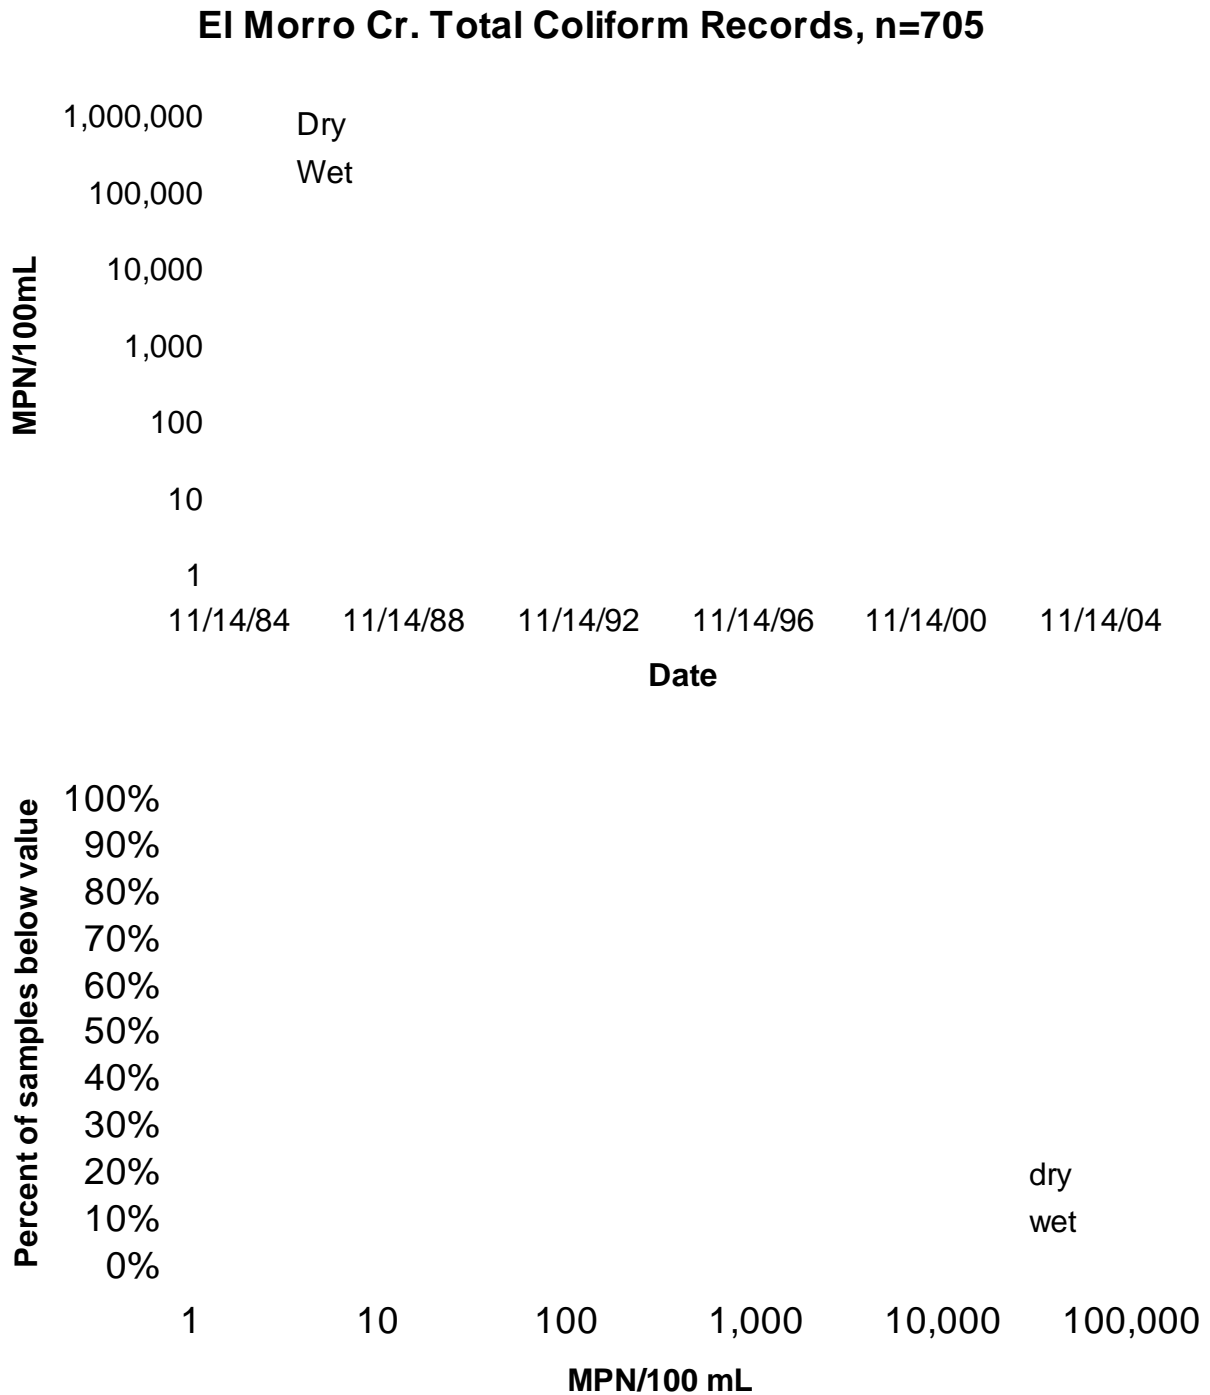 El Morro Cr. Total Coliform Records, n=705
1,000,000
100,000
10,000
1,000
100
10
1
MPN/100mL
Dry
Wet
11/14/84 11/14/88 11/14/92 11/14/96 11/14/00 11/14/04
Date
100%
90%
80%
70%
60%
50%
40%
30%
20%
10%
0%
Percent of samples below value
dry
wet
1 10 100 1,000 10,000 100,000
MPN/100 mL